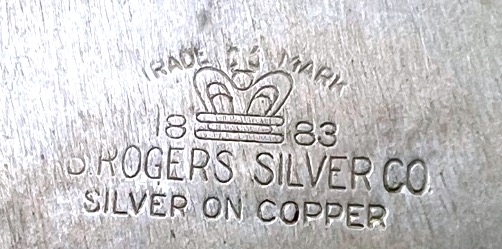 TRADE MARK
18 83
ROGERS SILVER CO.
SILVER ON COPPER